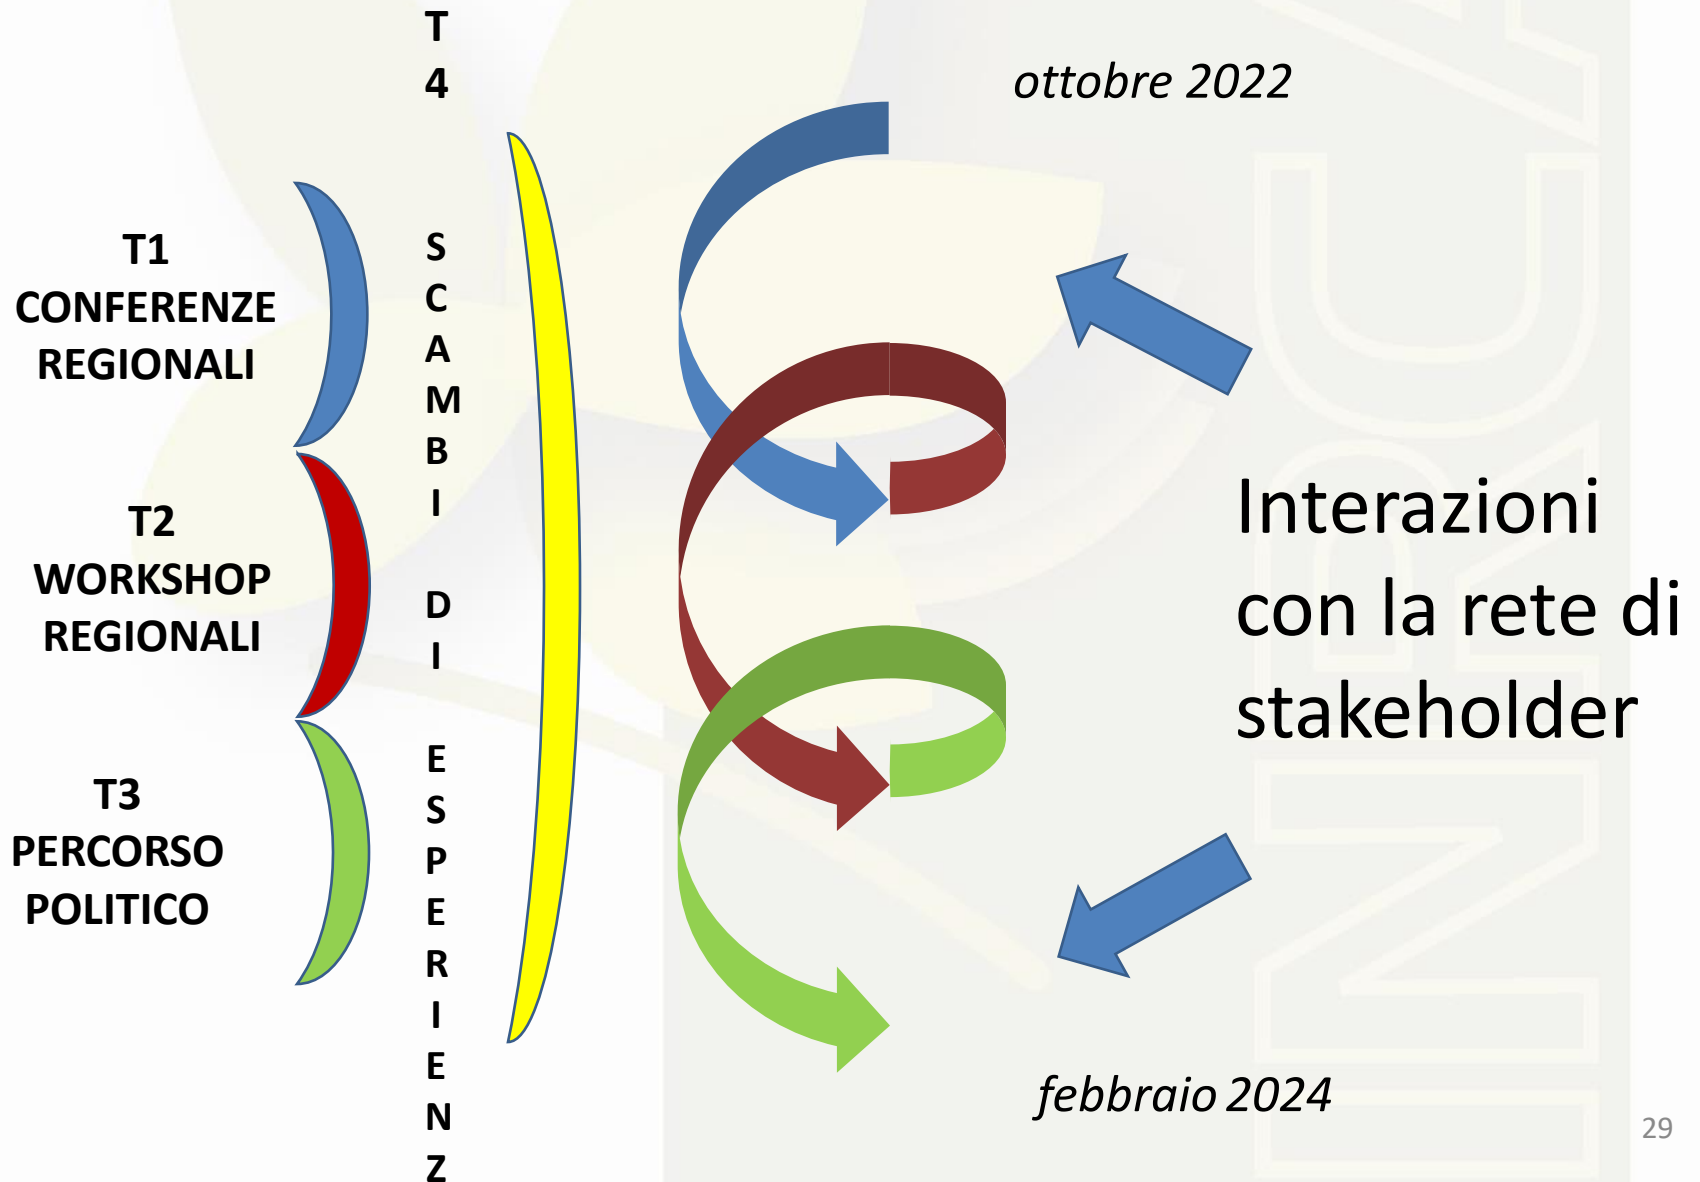 T
4
S
C
A
M
B
I
D
I
E
S
P
E
R
I
E
N
Z
T1
CONFERENZE
REGIONALI
T2
WORKSHOP
REGIONALI
T3
PERCORSO
POLITICO
ottobre 2022
Interazioni
con la rete di
stakeholder
febbraio 2024
29